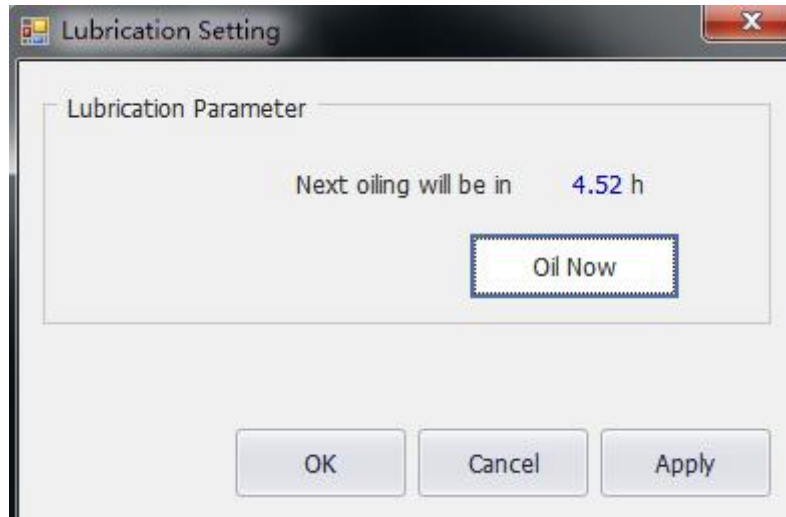 Lubrication Setting
Lubrication Parameter
Next oiling will be in 4.52 h
Oil Now
OK Cancel Apply